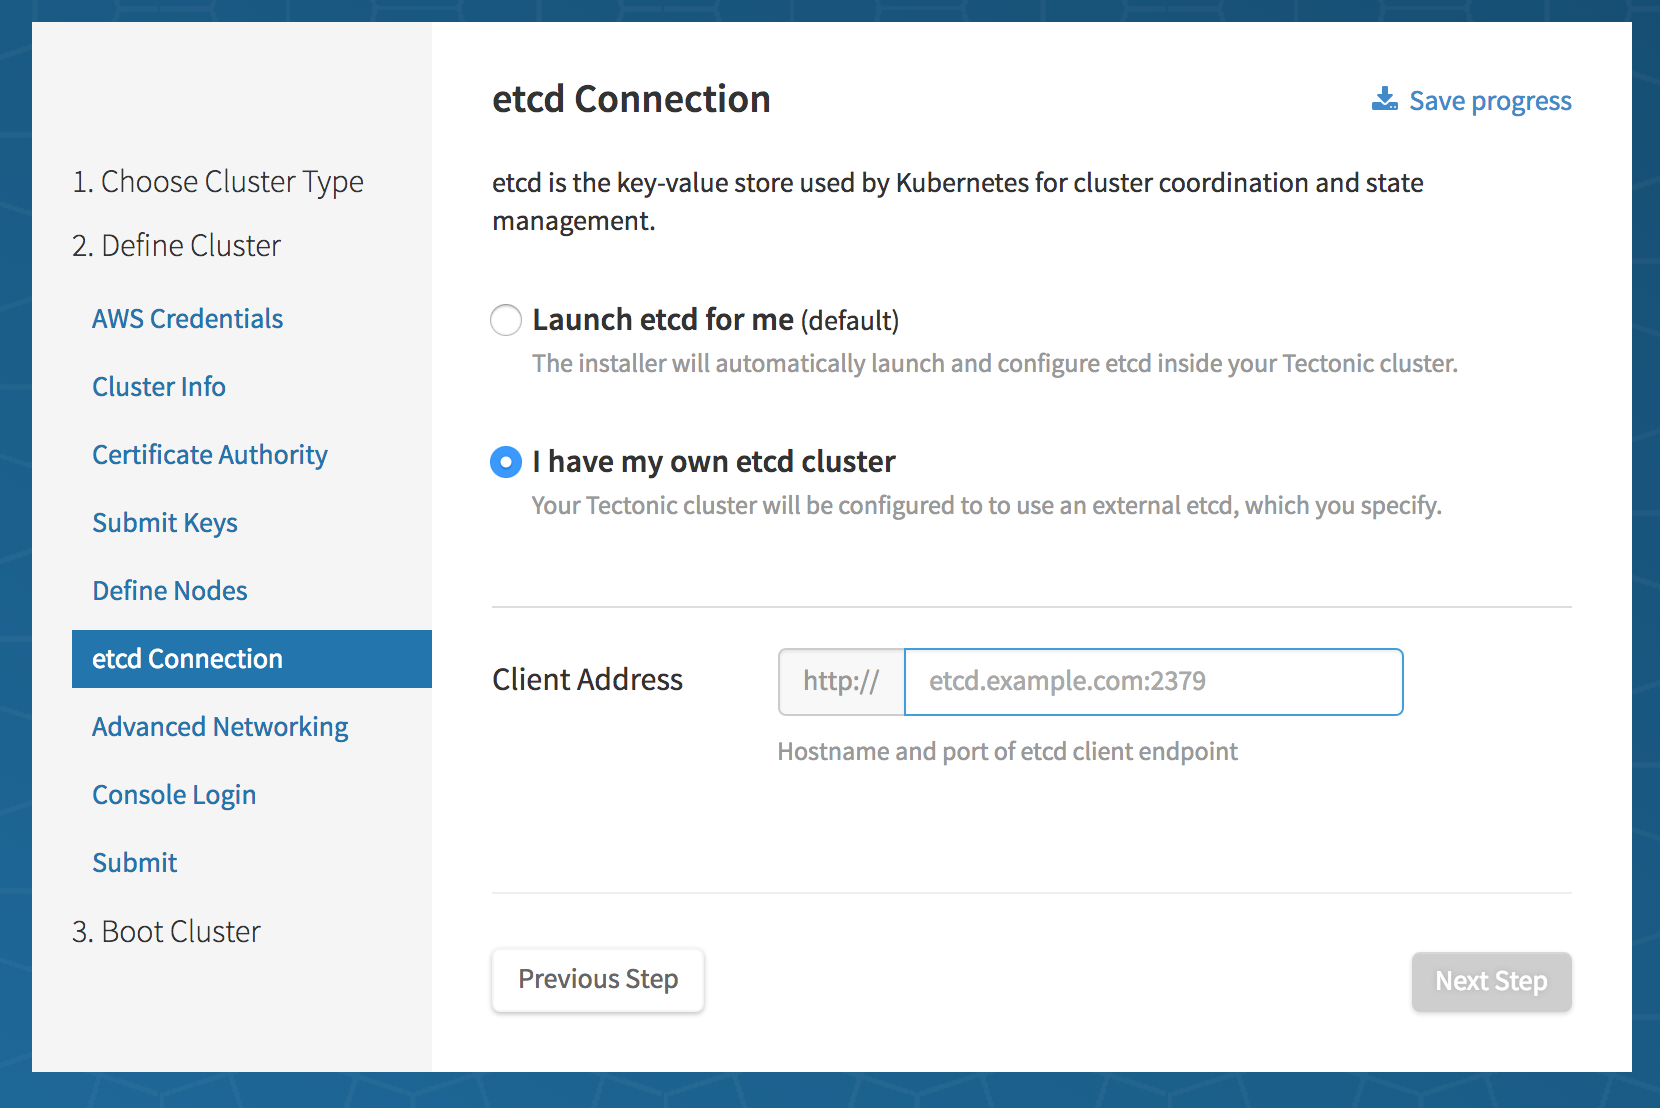 1. Choose Cluster Type
2. Define Cluster
AWS Credentials
Cluster Info
Certificate Authority
Submit Keys
Define Nodes
etcd Connection
Advanced Networking
Console Login
Submit
3. Boot Cluster
etcd Connection
Save progress
etcd is the key-value store used by Kubernetes for cluster coordination and state
management.
Launch etcd for me (default)
The installer will automatically launch and configure etcd inside your Tectonic cluster.
I have my own etcd cluster
Your Tectonic cluster will be configured to to use an external etcd, which you specify.
Client Address
http:// etcd.example.com:2379
Hostname and port of etcd client endpoint
Previous Step
Next Step